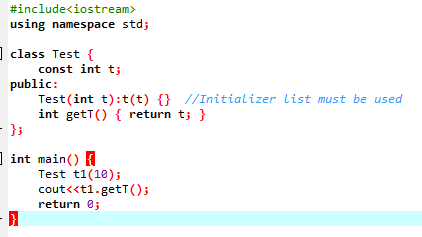 #include<iostream>
using namespace std;
class Test {
const int t;
public:
Test(int t):t(t) {}  //Initializer list must be used
int getT() { return t; }
};
int main() {
Test t1(10);
cout<<t1.getT();
return 0;
}